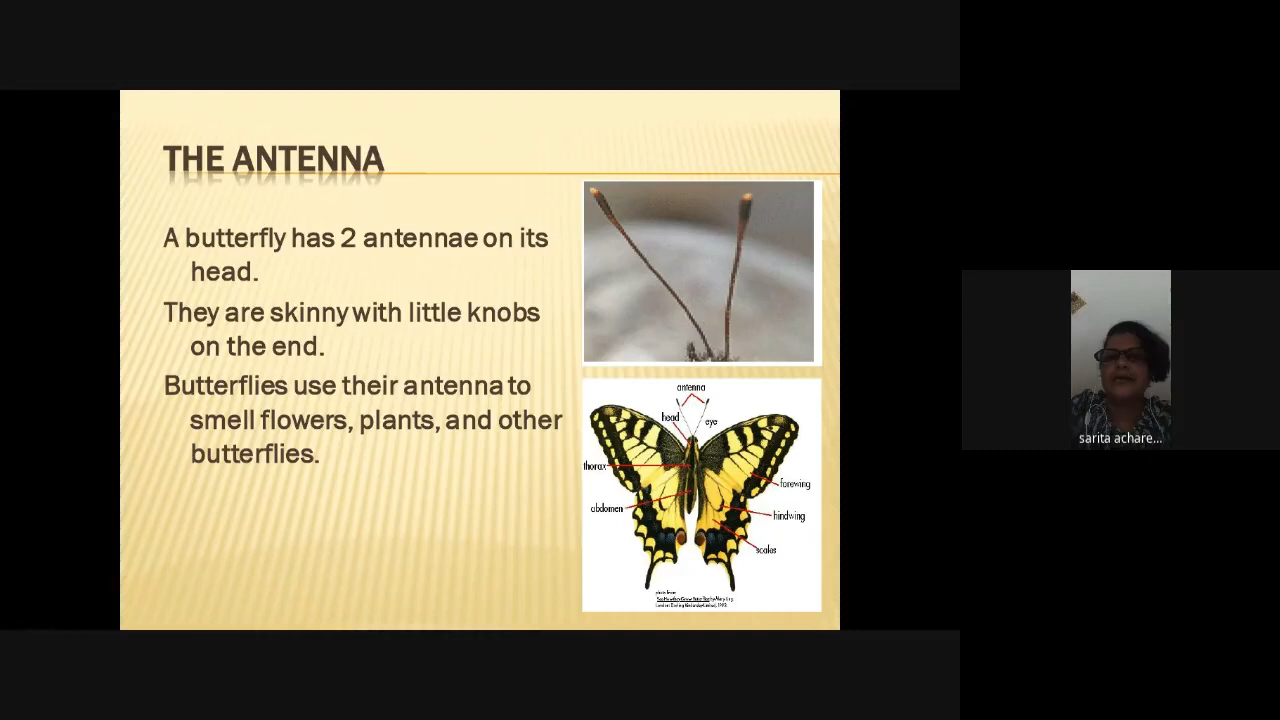 THE ANTENNA
A butterfly has 2 antennae on its
head.
They are skinny with little knobs
on the end.
Butterflies use their antenna to
smell flowers, plants, and other
butterflies.
antenna
head
eye
thorax
forewing
abdomen
hindwing
scales
photo from
sarita achare...